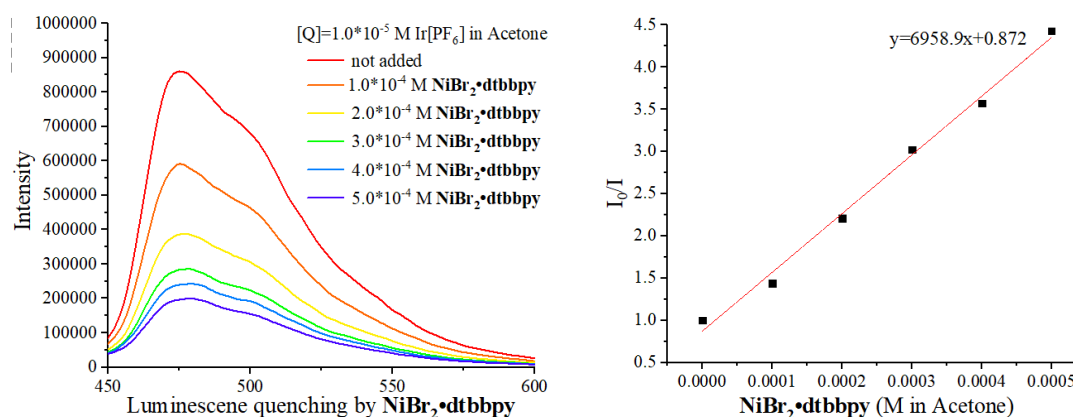 1000000
900000
800000
700000
600000
500000
400000
300000
200000
100000
0
Intensity
[Q]=1.0*10⁻⁵ M Ir[PF₆] in Acetone
not added
1.0*10⁻⁴ M NiBr₂•dtbbpy
2.0*10⁻⁴ M NiBr₂•dtbbpy
3.0*10⁻⁴ M NiBr₂•dtbbpy
4.0*10⁻⁴ M NiBr₂•dtbbpy
5.0*10⁻⁴ M NiBr₂•dtbbpy
450 500 550 600
Luminescene quenching by NiBr₂•dtbbpy
4.5
4.0
3.5
3.0
2.5
2.0
1.5
1.0
0.5
I₀/I
y=6958.9x+0.872
0.0000 0.0001 0.0002 0.0003 0.0004 0.0005
NiBr₂•dtbbpy (M in Acetone)